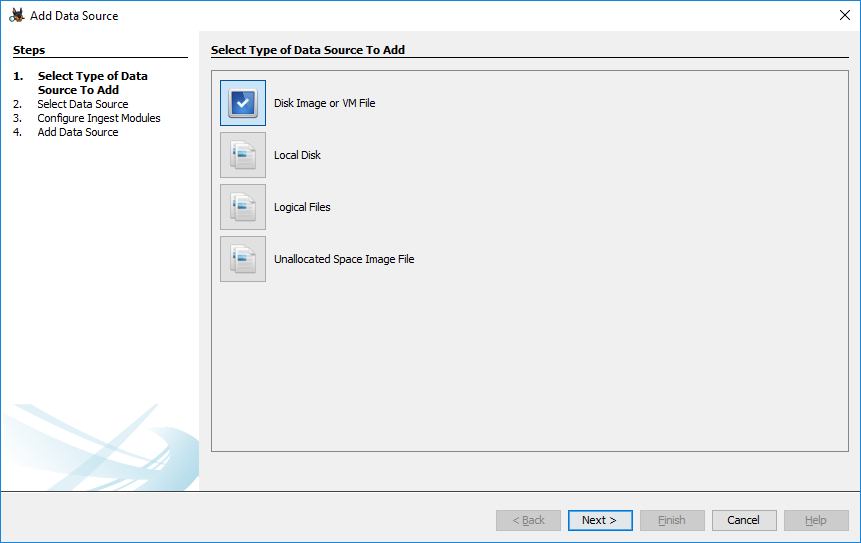 Add Data Source
Steps
1. Select Type of Data
Source To Add
2. Select Data Source
3. Configure Ingest Modules
4. Add Data Source
Select Type of Data Source To Add
Disk Image or VM File
Local Disk
Logical Files
Unallocated Space Image File
< Back
Next >
Finish
Cancel
Help